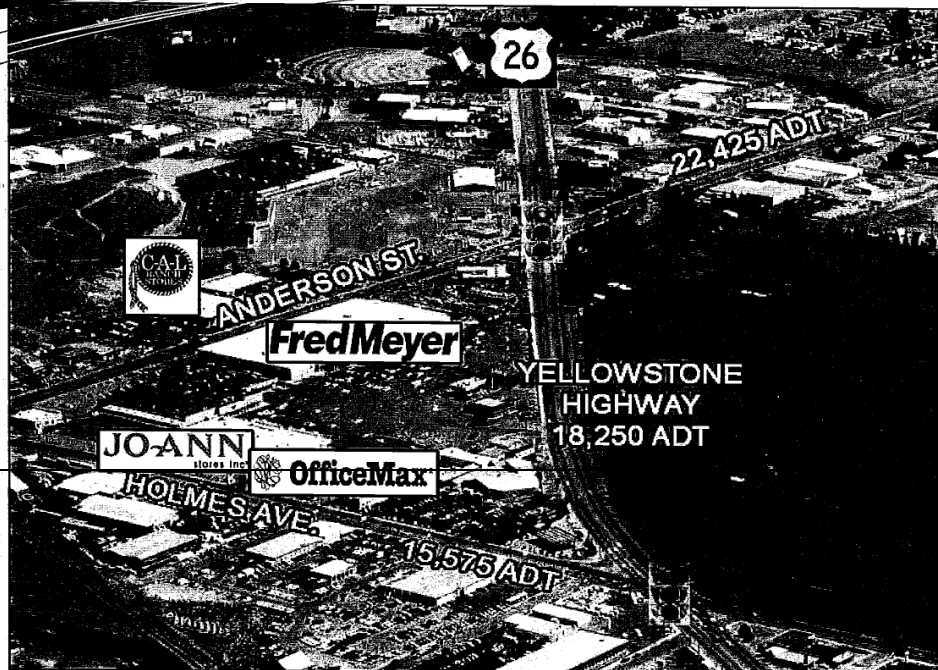 26
22,425 ADT
C-A-L
RANCH
STORES
ANDERSON ST.
FredMeyer
YELLOWSTONE
HIGHWAY
18,250 ADT
JO-ANN
stores inc
OfficeMax
HOLMES AVE.
15,575 ADT